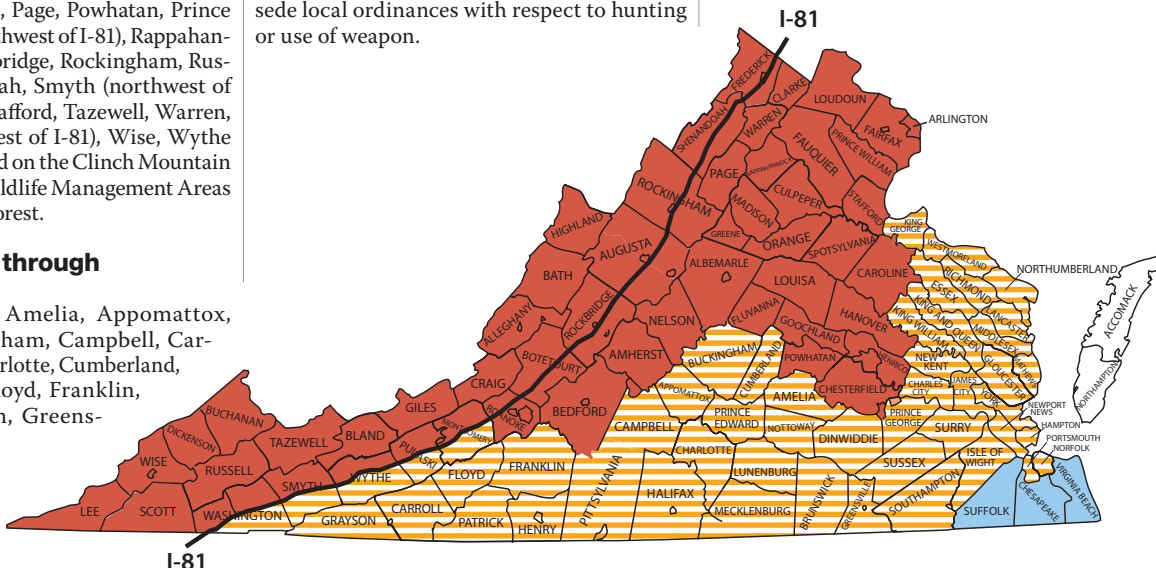 , Page, Powhatan, Prince
thwest of I-81), Rappahan-
bridge, Rockingham, Rus-
ah, Smyth (northwest of
afford, Tazewell, Warren,
est of I-81), Wise, Wythe
d on the Clinch Mountain
ldlife Management Areas
orest.
through
Amelia, Appomattox,
ham, Campbell, Car-
rlotte, Cumberland,
loyd, Franklin,
n, Greens-
sede local ordinances with respect to hunting
or use of weapon.
I-81
FREDERICK
CLARKE
LOUDOUN
SHENANDOAH
WARREN
FAIRFAX
ARLINGTON
PRINCE WILLIAM
FAUQUIER
PAGE
RAPPAHANNOCK
ROCKINGHAM
CULPEPER
STAFFORD
MADISON
HIGHLAND
GREENE
ORANGE
KING
GEORGE
AUGUSTA
SPOTSYLVANIA
WESTMORELAND
ALBEMARLE
BATH
LOUISA
CAROLINE
RICHMOND
NORTHUMBERLAND
ESSEX
ACCOMACK
ROCKBRIDGE
FLUVANNA
HANOVER
KING AND QUEEN
LANCASTER
ALLEGHANY
NELSON
GOOCHLAND
KING WILLIAM
MIDDLESEX
AMHERST
BUCKINGHAM
POWHATAN
HENRICO
NEW
KENT
GLOUCESTER
MATHEWS
BOTETOURT
CUMBERLAND
CRAIG
APPOMATTOX
AMELIA
CHESTERFIELD
CHARLES
CITY
JAMES
CITY
YORK
NORTHAMPTON
GILES
ROANOKE
BEDFORD
PRINCE
EDWARD
PRINCE
GEORGE
NEWPORT
NEWS
BUCHANAN
MONTGOMERY
CAMPBELL
NOTTOWAY
SURRY
HAMPTON
DICKENSON
TAZEWELL
BLAND
PULASKI
DINWIDDIE
PORTSMOUTH
NORFOLK
CHARLOTTE
ISLE OF
WIGHT
WISE
RUSSELL
WYTHE
FLOYD
FRANKLIN
LUNENBURG
SUSSEX
SMYTH
PITTSYLVANIA
HALIFAX
BRUNSWICK
GREENSVILLE
SOUTHAMPTON
CHESAPEAKE
VIRGINIA BEACH
LEE
SCOTT
WASHINGTON
GRAYSON
CARROLL
PATRICK
HENRY
MECKLENBURG
SUFFOLK
I-81